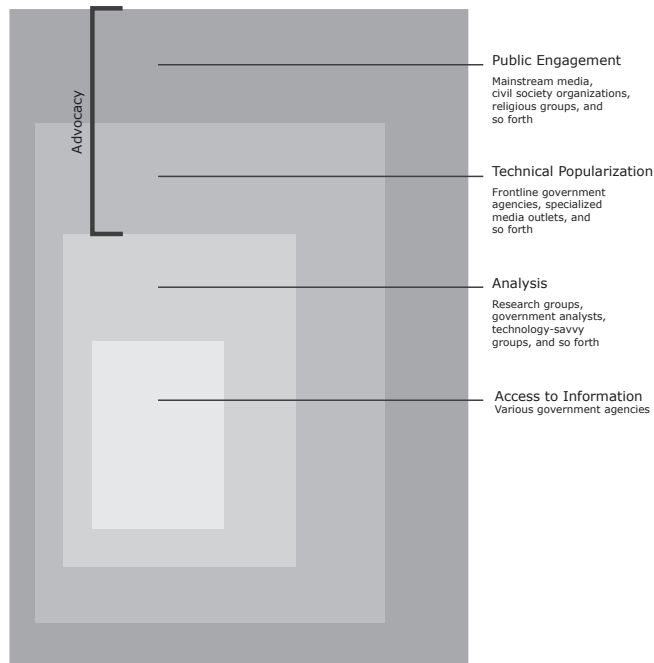 Advocacy
Public Engagement
Mainstream media,
civil society organizations,
religious groups, and
so forth
Technical Popularization
Frontline government
agencies, specialized
media outlets, and
so forth
Analysis
Research groups,
government analysts,
technology-savvy
groups, and so forth
Access to Information
Various government agencies